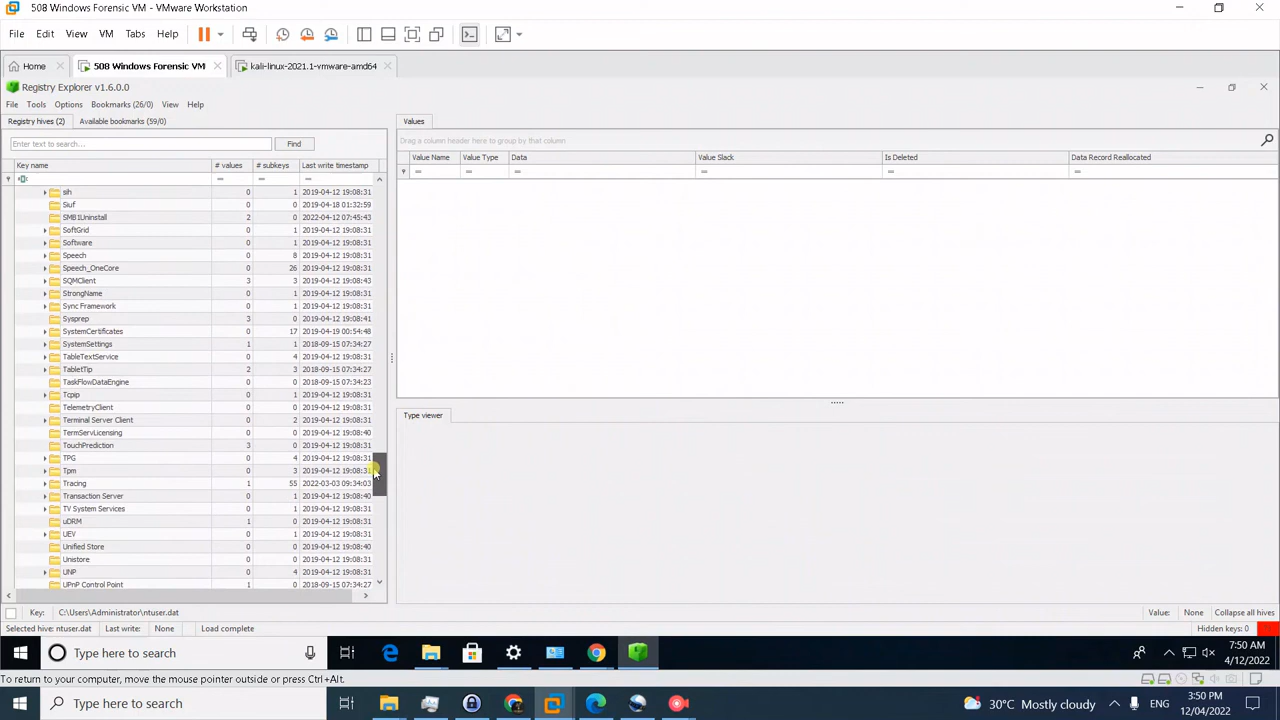 508 Windows Forensic VM - VMware Workstation
File Edit View VM Tabs Help
Home 508 Windows Forensic VM kali-linux-2021.1-vmware-amd64
Registry Explorer v1.6.0.0
File Tools Options Bookmarks (26/0) View Help
Registry hives (2) Available bookmarks (59/0) Values
Enter text to search... Find Drag a column header here to group by that column
Key name # values # subkeys Last write timestamp Value Name Value Type Data Value Slack Is Deleted Data Record Reallocated
= = = = = = = = =
sih 0 1 2019-04-12 19:08:31
Siuf 0 0 2019-04-18 01:32:59
SMB1Uninstall 2 0 2022-04-12 07:45:43
SoftGrid 0 1 2019-04-12 19:08:31
Software 0 1 2019-04-12 19:08:31
Speech 0 8 2019-04-12 19:08:31
Speech_OneCore 0 26 2019-04-12 19:08:31
SQMClient 3 3 2019-04-12 19:08:43
StrongName 0 1 2019-04-12 19:08:31
Sync Framework 0 1 2019-04-12 19:08:31
Sysprep 3 0 2019-04-12 19:08:41
SystemCertificates 0 17 2019-04-19 00:54:48
SystemSettings 1 1 2018-09-15 07:34:27
TableTextService 0 4 2019-04-12 19:08:31
TabletTip 2 3 2018-09-15 07:34:27
TaskFlowDataEngine 0 0 2018-09-15 07:34:23
Tcpip 0 1 2019-04-12 19:08:31
TelemetryClient 0 0 2019-04-12 19:08:31
Terminal Server Client 0 2 2019-04-12 19:08:31
TermServLicensing 0 0 2019-04-12 19:08:40
TouchPrediction 3 0 2019-04-12 19:08:31
TPG 0 4 2019-04-12 19:08:31
Tpm 0 3 2019-04-12 19:08:31
Tracing 1 55 2022-03-03 09:34:03
Transaction Server 0 1 2019-04-12 19:08:40
TV System Services 0 1 2019-04-12 19:08:31
uDRM 1 0 2019-04-12 19:08:31
UEV 0 1 2019-04-12 19:08:31
Unified Store 0 0 2019-04-12 19:08:40
Unistore 0 0 2019-04-12 19:08:31
UNP 0 4 2019-04-12 19:08:31
UPnP Control Point 1 0 2018-09-15 07:34:27
Type viewer
Key: C:\Users\Administrator\ntuser.dat Value: None Collapse all hives
Selected hive: ntuser.dat Last write: None Load complete Hidden keys: 0
Type here to search 7:50 AM
4/12/2022
To return to your computer, move the mouse pointer outside or press Ctrl+Alt.
Type here to search 30°C Mostly cloudy ENG 3:50 PM
12/04/2022